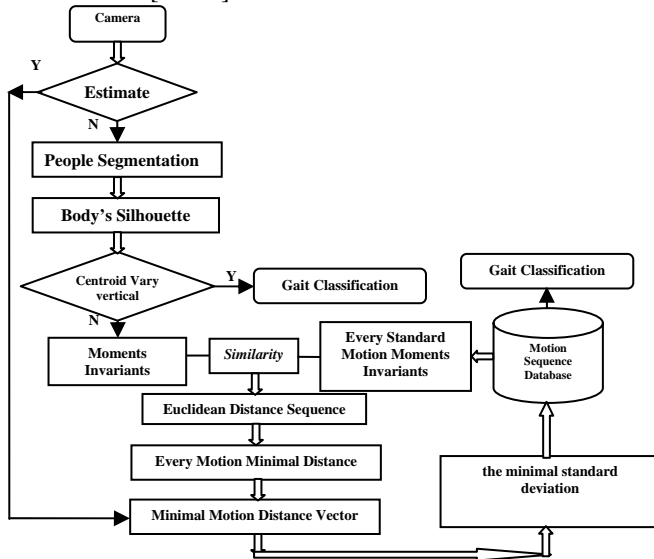 Camera
Y
Estimate
N
People Segmentation
Body's Silhouette
Centroid Vary
vertical
Y
Gait Classification
Gait Classification
N
Moments
Invariants
Similarity
Every Standard
Motion Moments
Invariants
Motion
Sequence
Database
Euclidean Distance Sequence
Every Motion Minimal Distance
the minimal standard
deviation
Minimal Motion Distance Vector